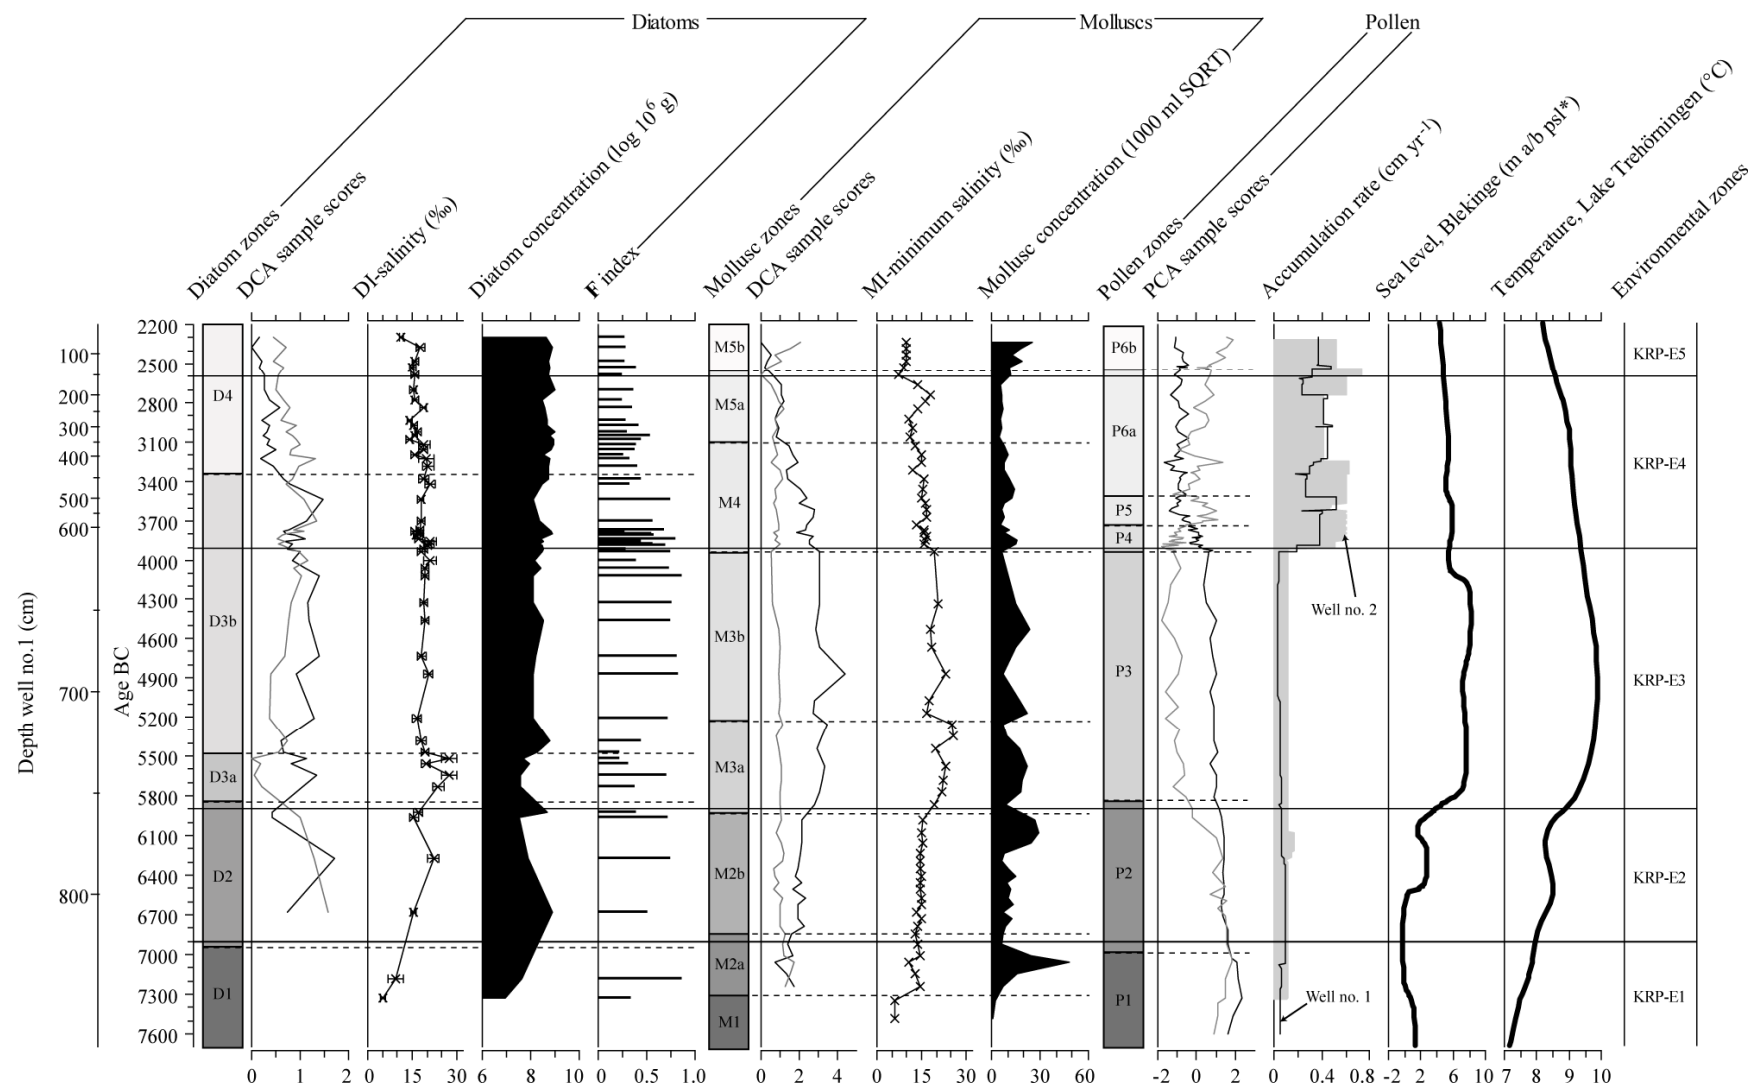 Diatoms Molluscs Pollen
Diatom zones
DCA sample scores
DI-salinity (‰)
Diatom concentration (log 10⁶ g)
F index
Mollusc zones
DCA sample scores
MI-minimum salinity (‰)
Mollusc concentration (1000 ml SQRT)
Pollen zones
PCA sample scores
Accumulation rate (cm yr⁻¹)
Sea level, Blekinge (m a/b psl*)
Temperature, Lake Trehörningen (°C)
Environmental zones
Depth well no.1 (cm)
100
200
300
400
500
600
700
800
Age BC
2200
2500
2800
3100
3400
3700
4000
4300
4600
4900
5200
5500
5800
6100
6400
6700
7000
7300
7600
D4
D3b
D3a
D2
D1
M5b
M5a
M4
M3b
M3a
M2b
M2a
M1
P6b
P6a
P5
P4
P3
P2
P1
Well no. 2
Well no. 1
KRP-E5
KRP-E4
KRP-E3
KRP-E2
KRP-E1
0 1 2 0 15 30 6 8 10 0 0.5 1.0 0 2 4 0 15 30 0 30 60 -2 0 2 0 0.4 0.8 -2 2 6 10 7 8 9 10